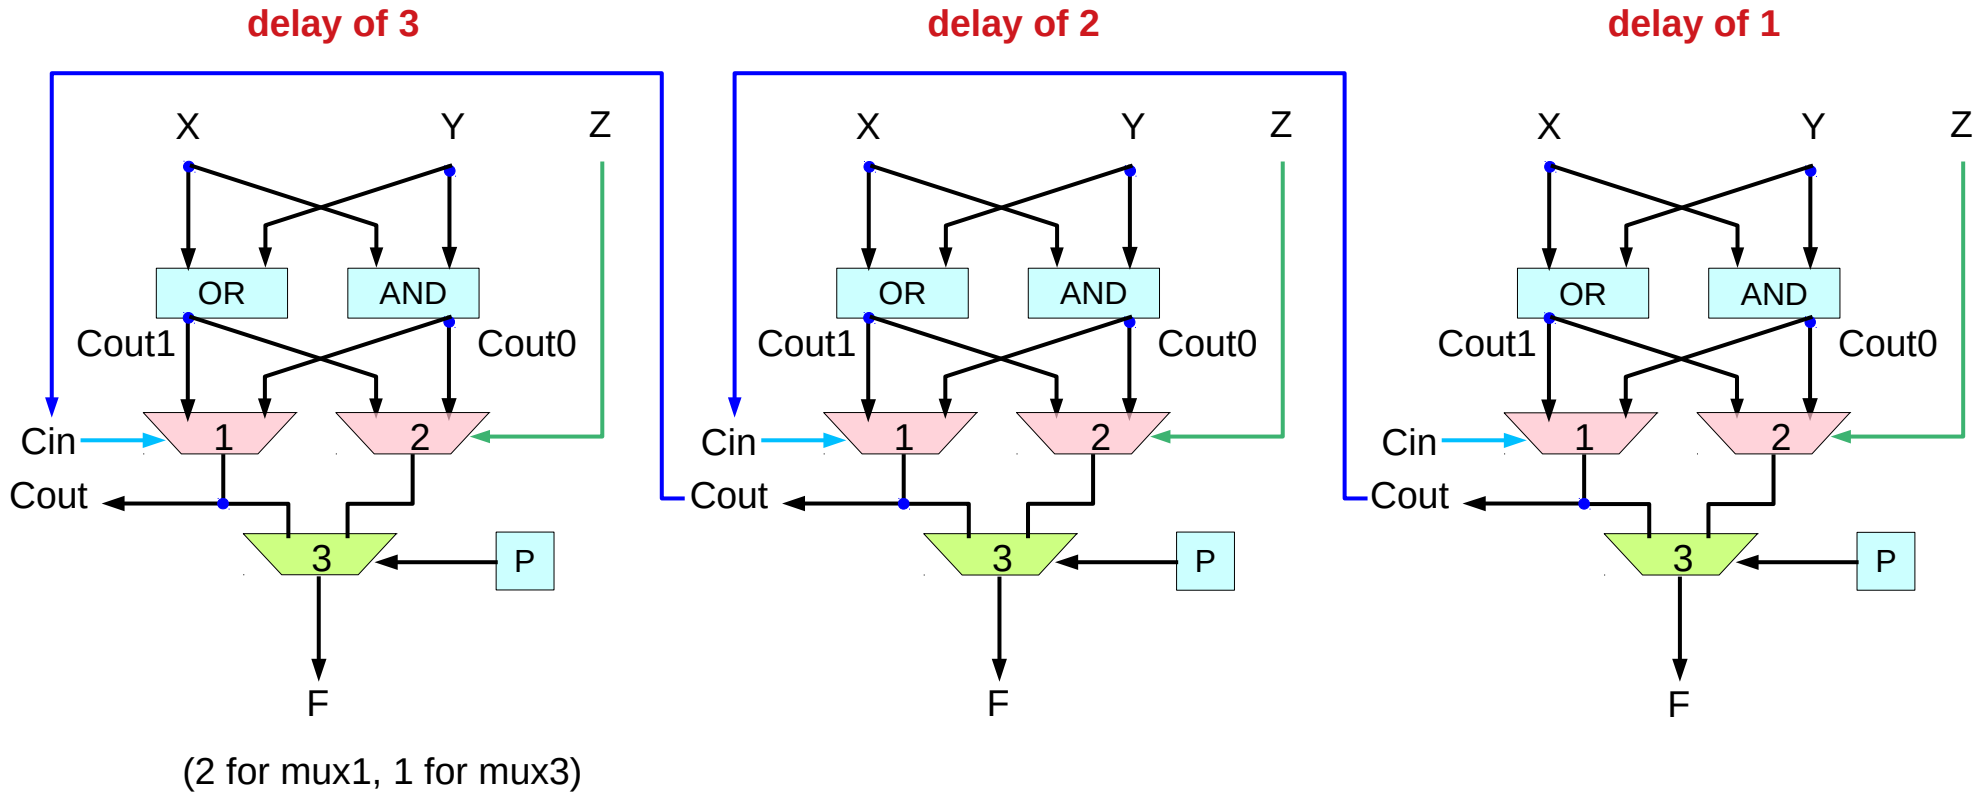 delay of 3 delay of 2 delay of 1
X Y Z X Y Z X Y Z
OR AND OR AND OR AND
Cout1 Cout0 Cout1 Cout0 Cout1 Cout0
Cin 1 2 Cin 1 2 Cin 1 2
Cout Cout Cout
3 P 3 P 3 P
F F F
(2 for mux1, 1 for mux3)